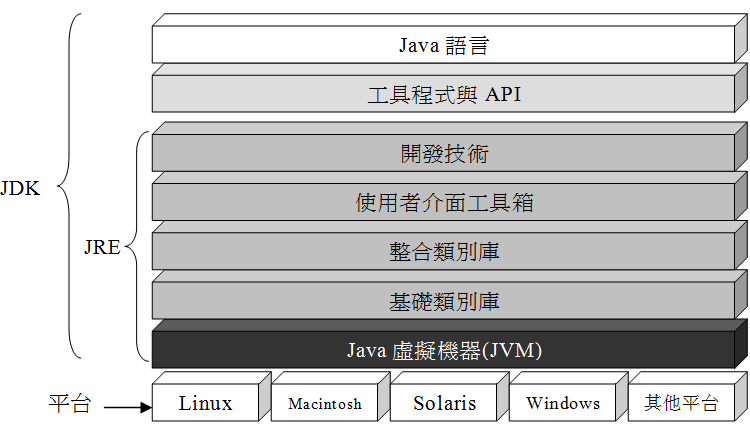 Java 語言
工具程式與 API
開發技術
JDK
使用者介面工具箱
JRE
整合類別庫
基礎類別庫
Java 虛擬機器(JVM)
平台
Linux
Macintosh
Solaris
Windows
其他平台